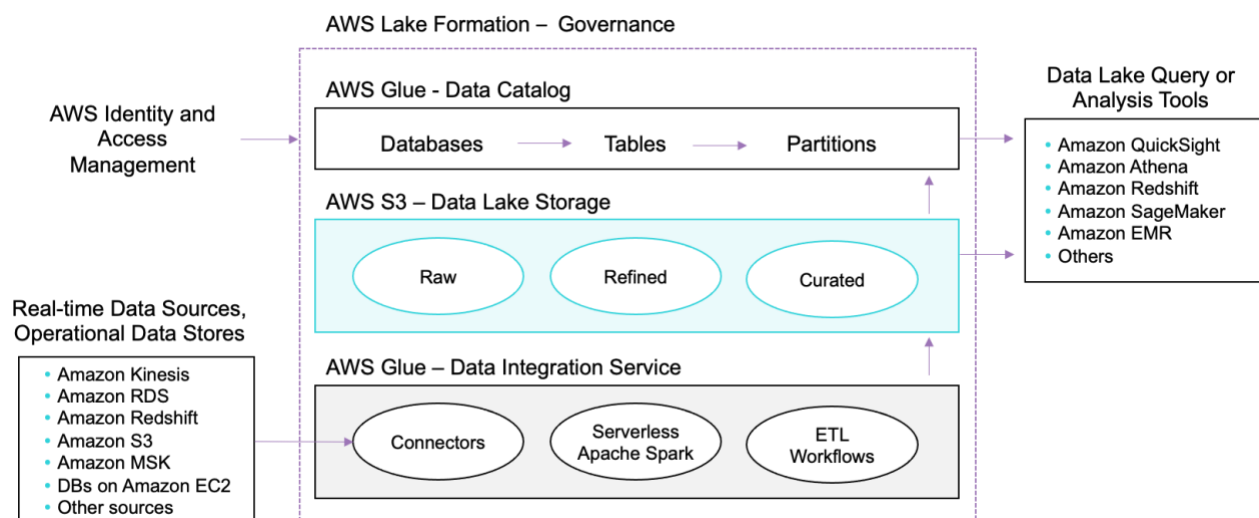 AWS Lake Formation – Governance
AWS Identity and
Access
Management
AWS Glue - Data Catalog
Databases
Tables
Partitions
AWS S3 – Data Lake Storage
Raw
Refined
Curated
AWS Glue – Data Integration Service
Connectors
Serverless
Apache Spark
ETL
Workflows
Real-time Data Sources,
Operational Data Stores
• Amazon Kinesis
• Amazon RDS
• Amazon Redshift
• Amazon S3
• Amazon MSK
• DBs on Amazon EC2
• Other sources
Data Lake Query or
Analysis Tools
• Amazon QuickSight
• Amazon Athena
• Amazon Redshift
• Amazon SageMaker
• Amazon EMR
• Others